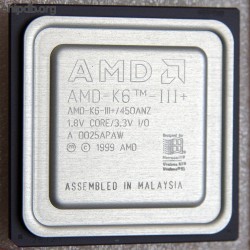 AMD
AMD-K6™-III+
AMD-K6-III+/450ANZ
1.8V CORE/3.3V I/O
A 0025APAW
© 1999 AMD
ASSEMBLED IN MALAYSIA